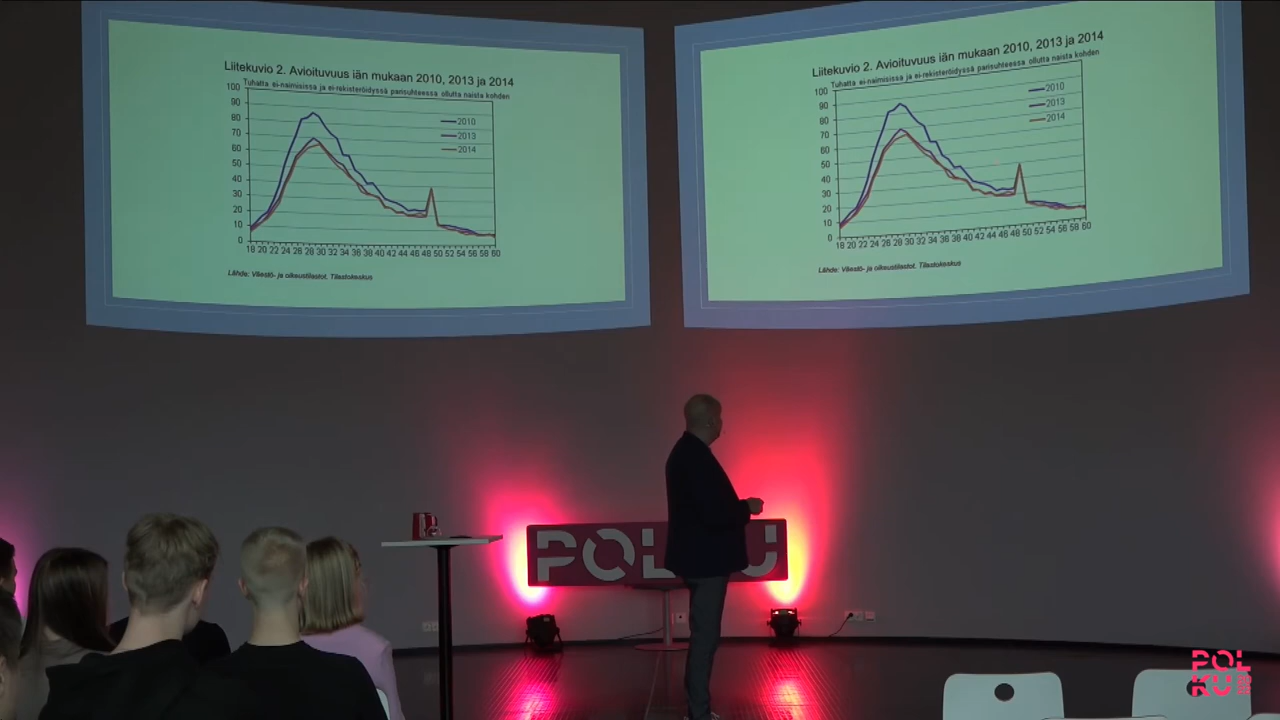 Liitekuvio 2. Avioituvuus iän mukaan 2010, 2013 ja 2014
Tuhatta ei-naimisissa ja ei-rekisteröidyssä parisuhteessa ollutta naista kohden
100
90
80
70
60
50
40
30
20
10
0
2010
2013
2014
18 20 22 24 26 28 30 32 34 36 38 40 42 44 46 48 50 52 54 56 58 60
Lähde: Väestö- ja oikeustilastot. Tilastokeskus
Liitekuvio 2. Avioituvuus iän mukaan 2010, 2013 ja 2014
Tuhatta ei-naimisissa ja ei-rekisteröidyssä parisuhteessa ollutta naista kohden
100
90
80
70
60
50
40
30
20
10
0
2010
2013
2014
18 20 22 24 26 28 30 32 34 36 38 40 42 44 46 48 50 52 54 56 58 60
Lähde: Väestö- ja oikeustilastot. Tilastokeskus
POL U
POL
KU